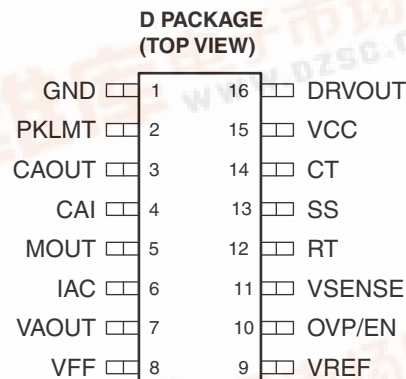 D PACKAGE
(TOP VIEW)
GND 1 16 DRVOUT
PKLMT 2 15 VCC
CAOUT 3 14 CT
CAI 4 13 SS
MOUT 5 12 RT
IAC 6 11 VSENSE
VAOUT 7 10 OVP/EN
VFF 8 9 VREF